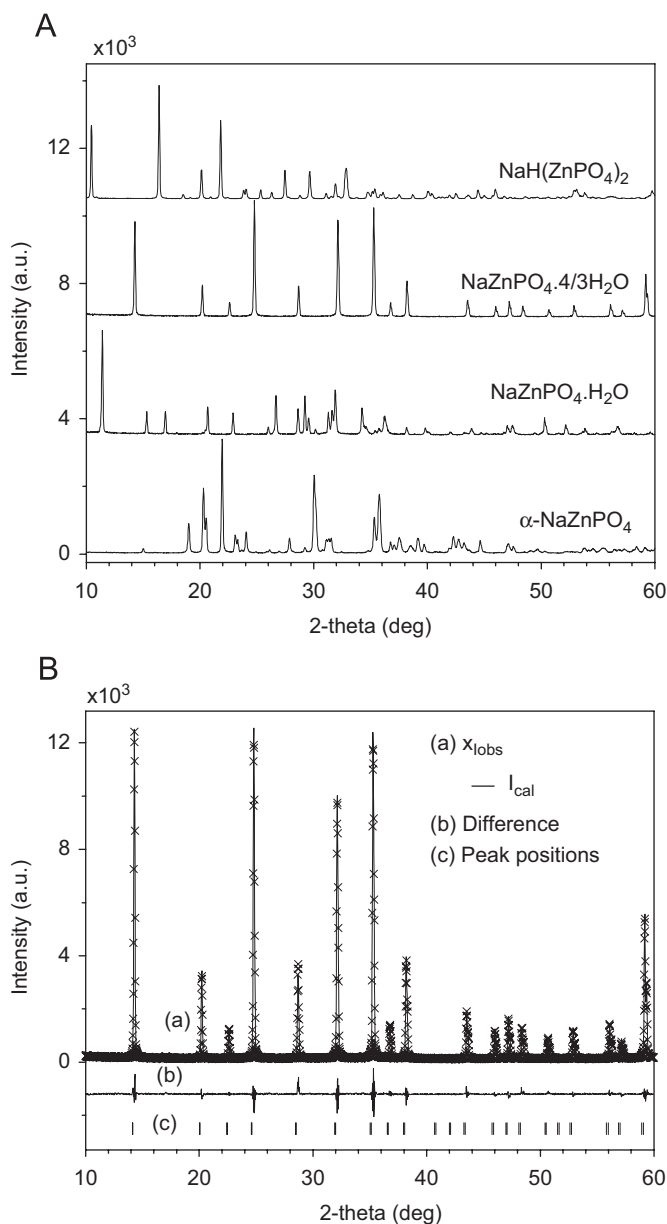 A
x10³
NaH(ZnPO₄)₂
12
NaZnPO₄.4/3H₂O
8
NaZnPO₄.H₂O
4
α-NaZnPO₄
0
Intensity (a.u.)
10 20 30 40 50 60
2-theta (deg)
B
x10³
12
(a) x_Iobs
— I_cal
(b) Difference
(c) Peak positions
8
4
(a)
0
(b)
(c)
Intensity (a.u.)
10 20 30 40 50 60
2-theta (deg)